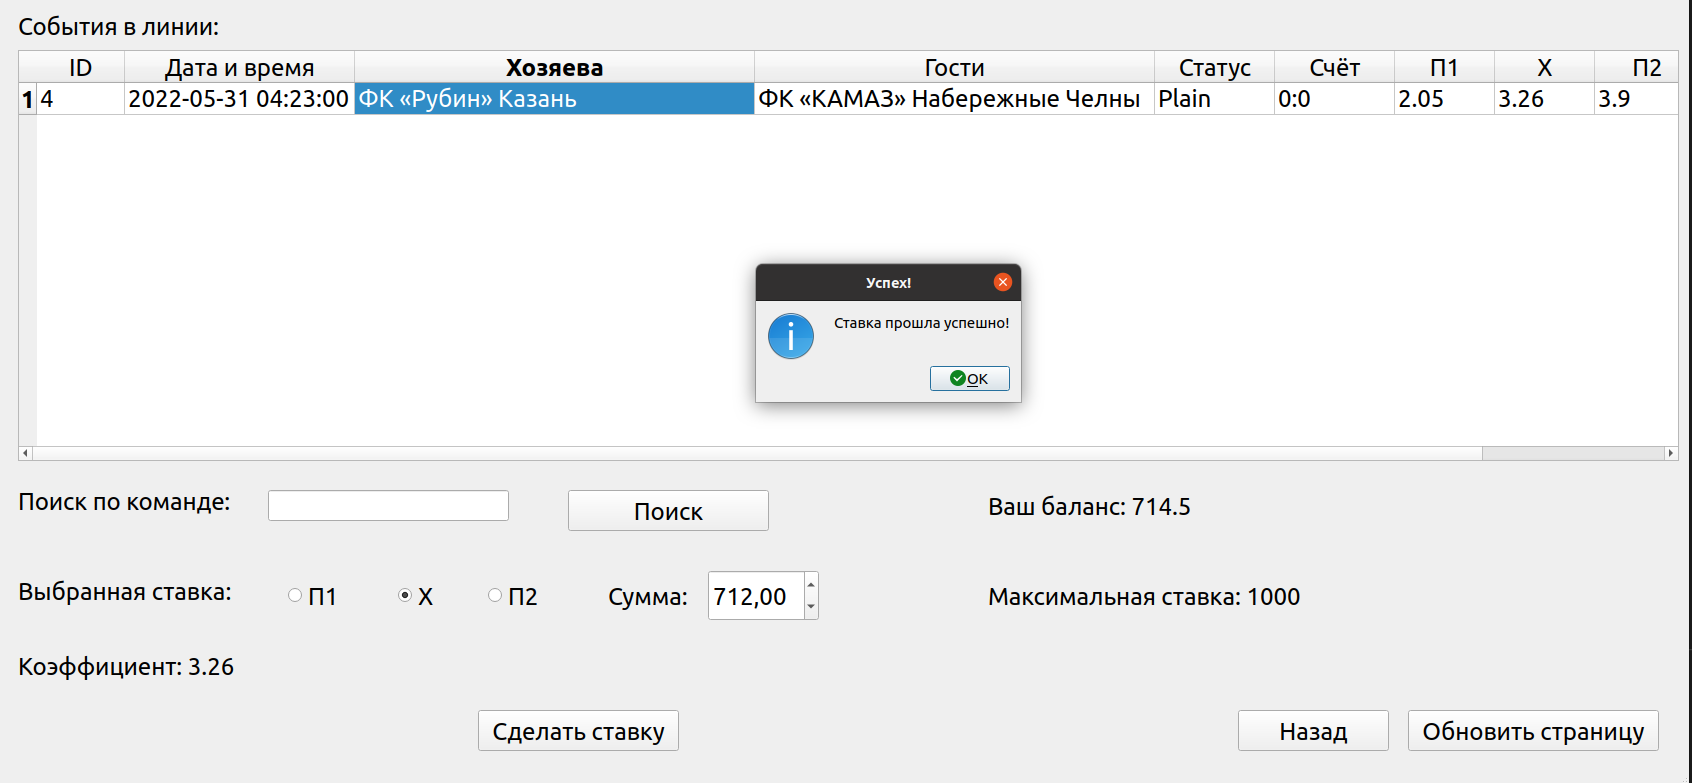 События в линии:
ID Дата и время Хозяева Гости Статус Счёт П1 X П2
1 4 2022-05-31 04:23:00 ФК «Рубин» Казань ФК «КАМАЗ» Набережные Челны Plain 0:0 2.05 3.26 3.9
Успех!
Ставка прошла успешно!
OK
Поиск по команде: Поиск Ваш баланс: 714.5
Выбранная ставка: П1 X П2 Сумма: 712,00 Максимальная ставка: 1000
Коэффициент: 3.26
Сделать ставку Назад Обновить страницу